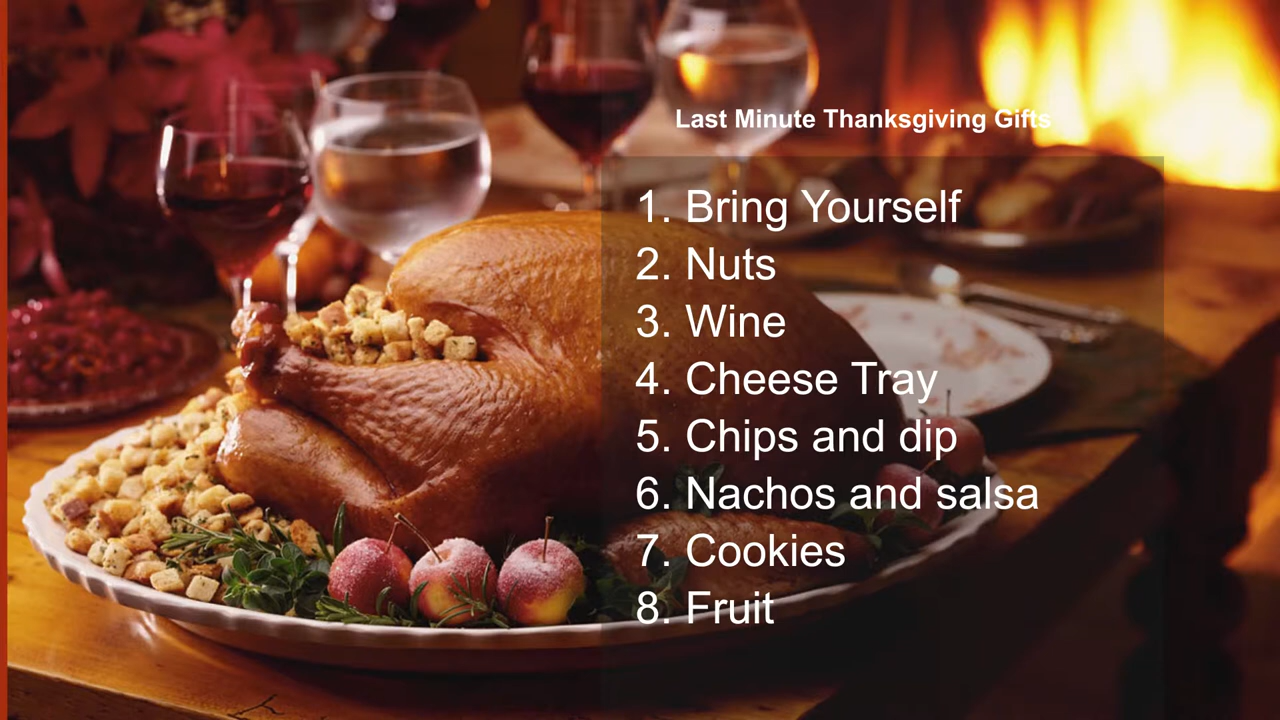 Last Minute Thanksgiving Gifts
1. Bring Yourself
2. Nuts
3. Wine
4. Cheese Tray
5. Chips and dip
6. Nachos and salsa
7. Cookies
8. Fruit